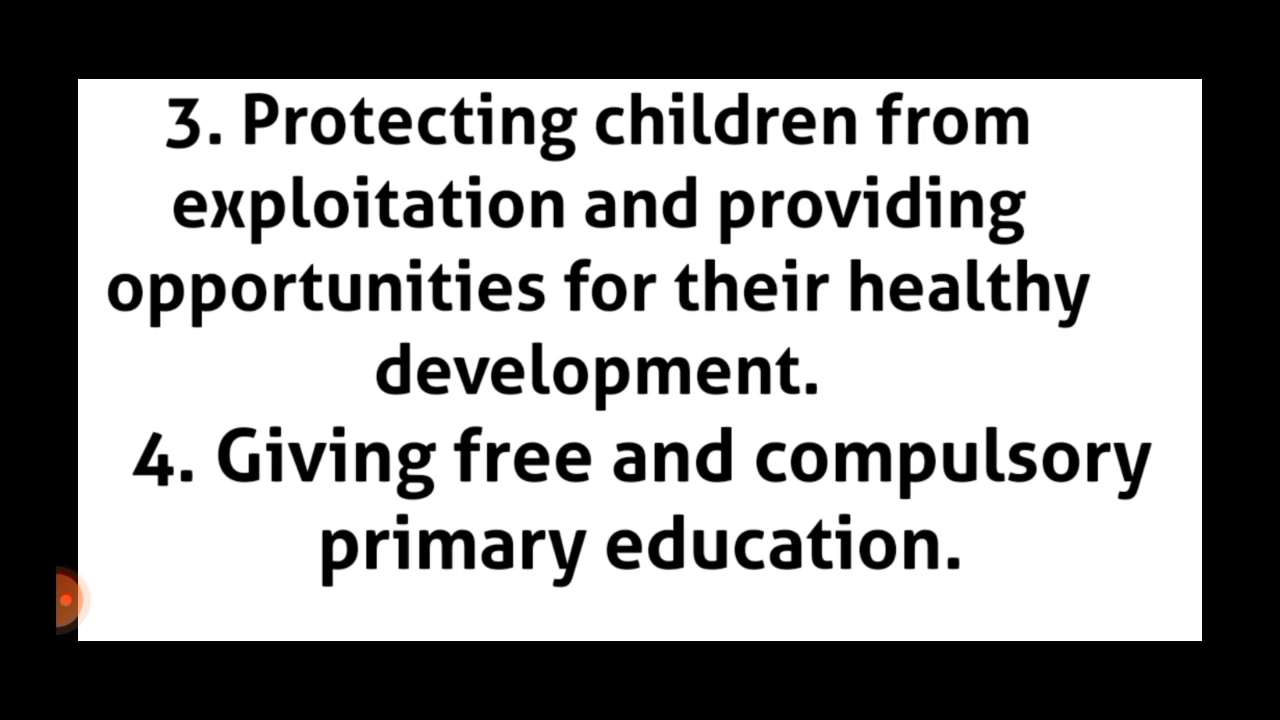 3. Protecting children from
exploitation and providing
opportunities for their healthy
development.
4. Giving free and compulsory
primary education.